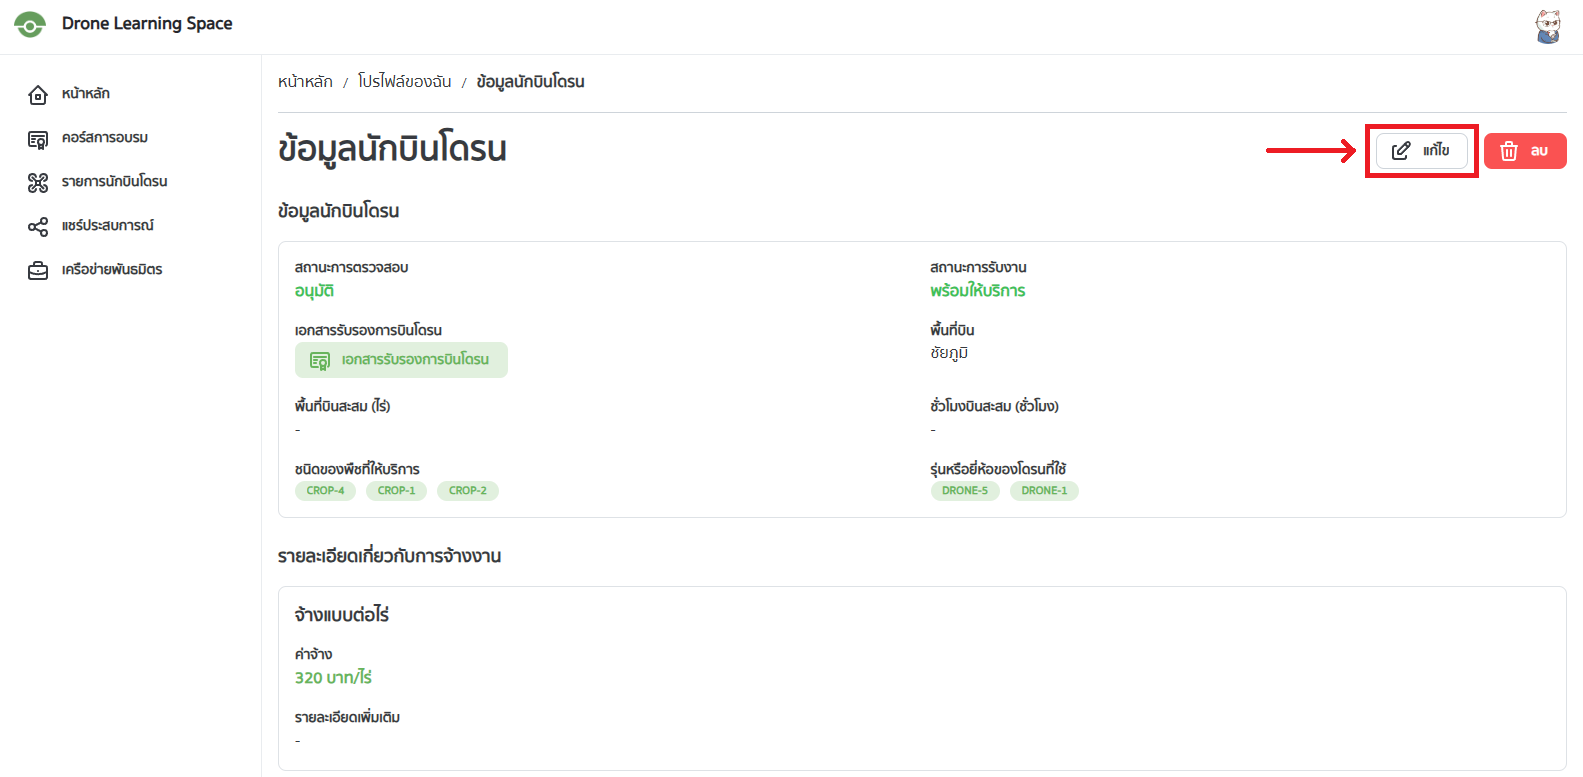 Drone Learning Space
หน้าหลัก
คอร์สการอบรม
รายการนักบินโดรน
แชร์ประสบการณ์
เครือข่ายพันธมิตร
หน้าหลัก / โปรไฟล์ของฉัน / ข้อมูลนักบินโดรน
ข้อมูลนักบินโดรน
แก้ไข
ลบ
ข้อมูลนักบินโดรน
สถานะการตรวจสอบ
อนุมัติ
สถานะการรับงาน
พร้อมให้บริการ
เอกสารรับรองการบินโดรน
เอกสารรับรองการบินโดรน
พื้นที่บิน
ชัยภูมิ
พื้นที่บินสะสม (ไร่)
-
ชั่วโมงบินสะสม (ชั่วโมง)
-
ชนิดของพืชที่ให้บริการ
CROP-4 CROP-1 CROP-2
รุ่นหรือยี่ห้อของโดรนที่ใช้
DRONE-5 DRONE-1
รายละเอียดเกี่ยวกับการจ้างงาน
จ้างแบบต่อไร่
ค่าจ้าง
320 บาท/ไร่
รายละเอียดเพิ่มเติม
-